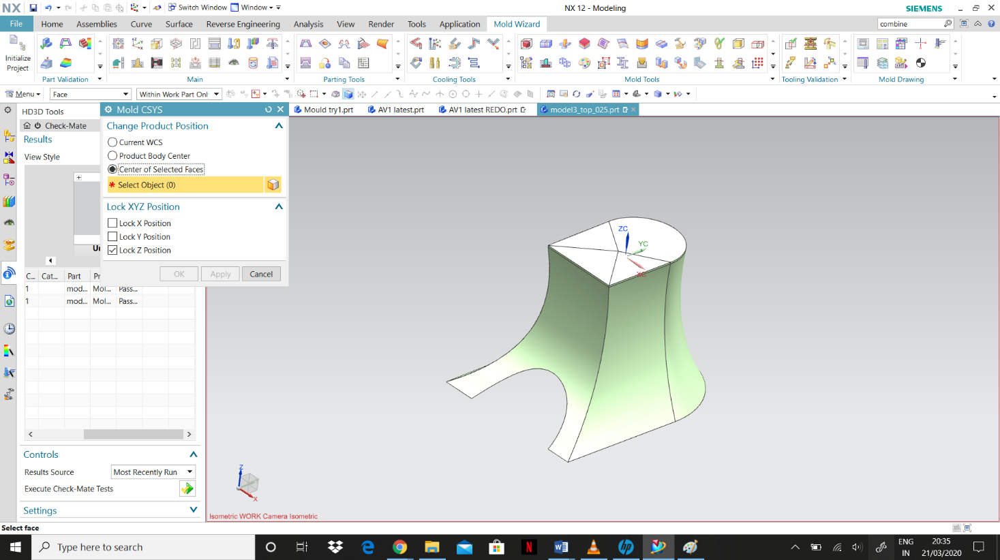 NX
Switch Window
Window
NX 12 - Modeling
SIEMENS
File
Home
Assemblies
Curve
Surface
Reverse Engineering
Analysis
View
Render
Tools
Application
Mold Wizard
combine
Initialize
Project
Part Validation
Main
Parting Tools
Cooling Tools
Mold Tools
Tooling Validation
Mold Drawing
Menu
Face
Within Work Part Onl
HD3D Tools
Mold CSYS
Mould try1.prt
AV1 latest.prt
AV1 latest REDO.prt
model3_top_025.prt
Check-Mate
Results
View Style
Change Product Position
Current WCS
Product Body Center
Center of Selected Faces
* Select Object (0)
Lock XYZ Position
Lock X Position
Lock Y Position
Lock Z Position
OK
Apply
Cancel
Ur
C... Cat... Part Pr
1 mod... Mol... Pass...
1 mod... Mol... Pass...
ZC
YC
XC
Controls
Results Source
Most Recently Run
Execute Check-Mate Tests
Settings
Z
X
Isometric WORK Camera Isometric
Select face
Type here to search
ENG
IN
20:35
21/03/2020